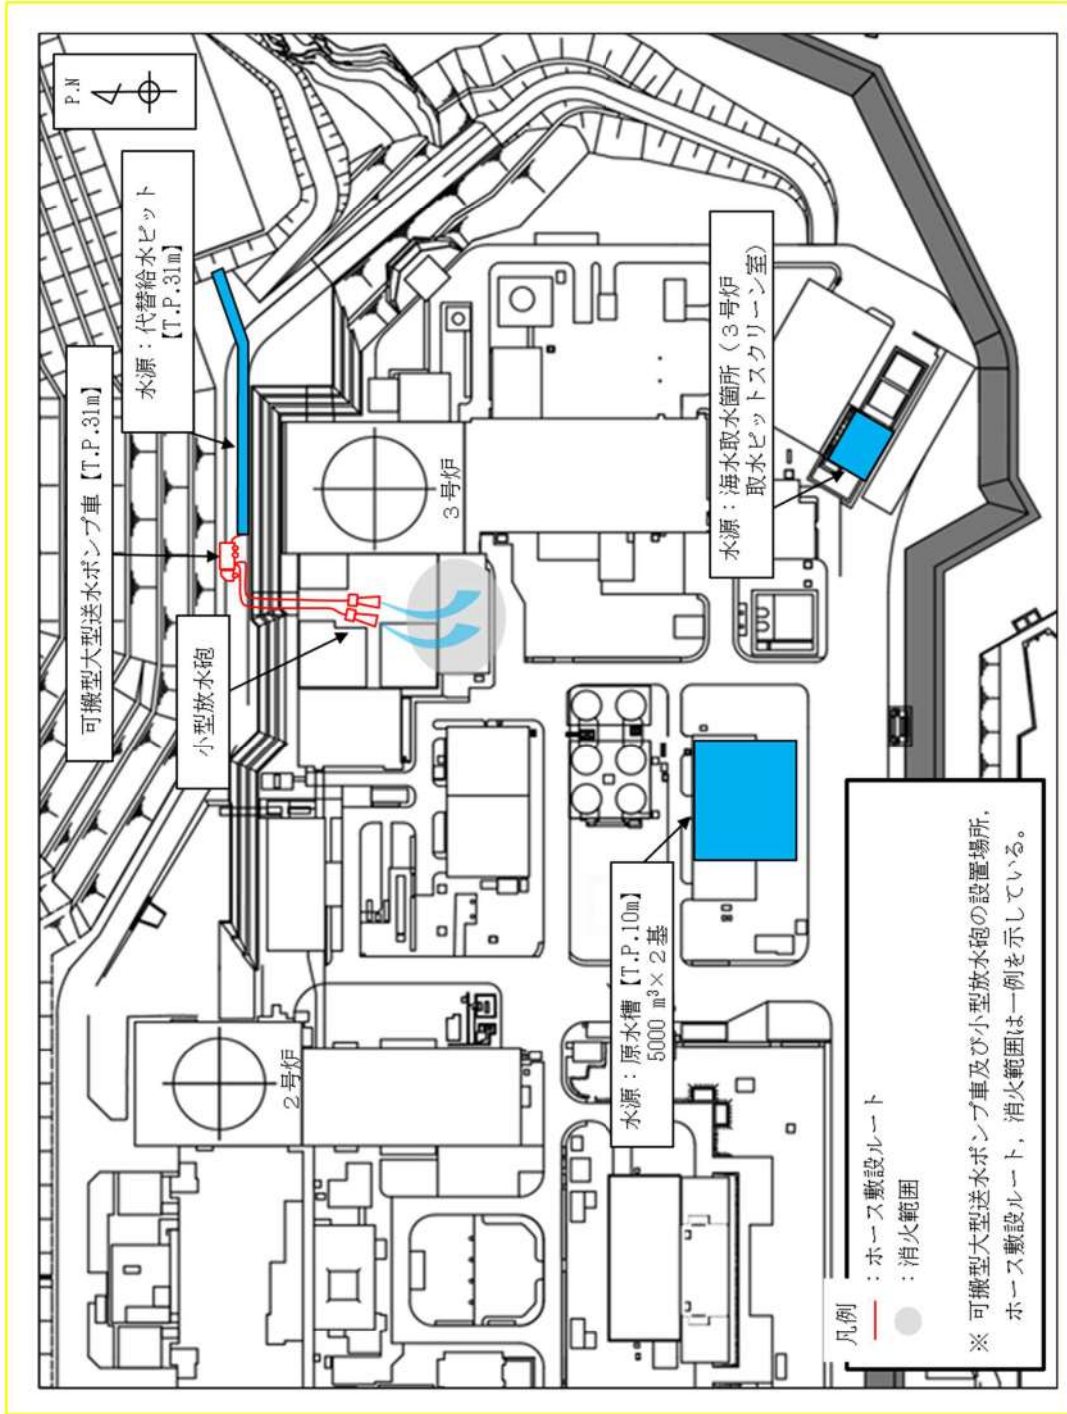 P.N
水源：代替給水ピット
【T.P.31m】
可搬型大型送水ポンプ車【T.P.31m】
小型放水砲
3号炉
2号炉
水源：海水取水箇所（3号炉
取水ピットスクリーン室）
水源：原水槽【T.P.10m】
5000 m³×2基
凡例
：ホース敷設ルート
：消火範囲
※ 可搬型大型送水ポンプ車及び小型放水砲の設置場所，
ホース敷設ルート，消火範囲は一例を示している。